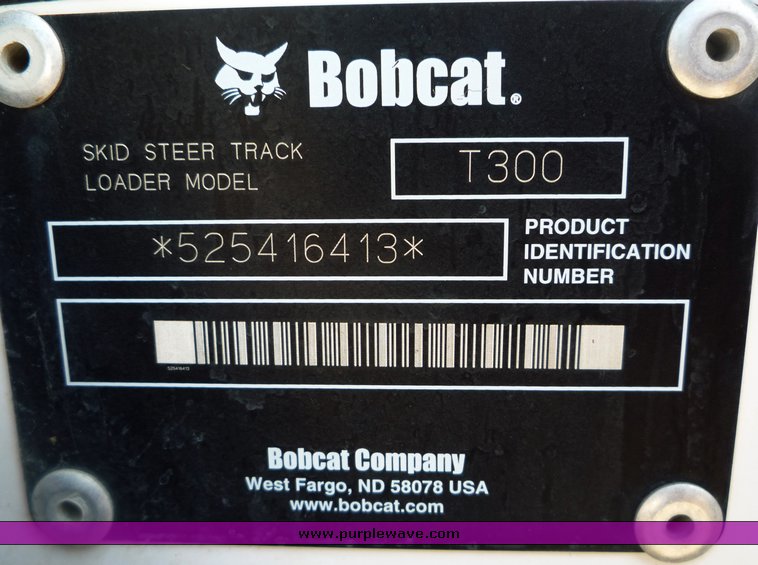 Bobcat®
SKID STEER TRACK
LOADER MODEL
T300
*525416413*
PRODUCT
IDENTIFICATION
NUMBER
525416413
Bobcat Company
West Fargo, ND 58078 USA
www.bobcat.com
www.purplewave.com